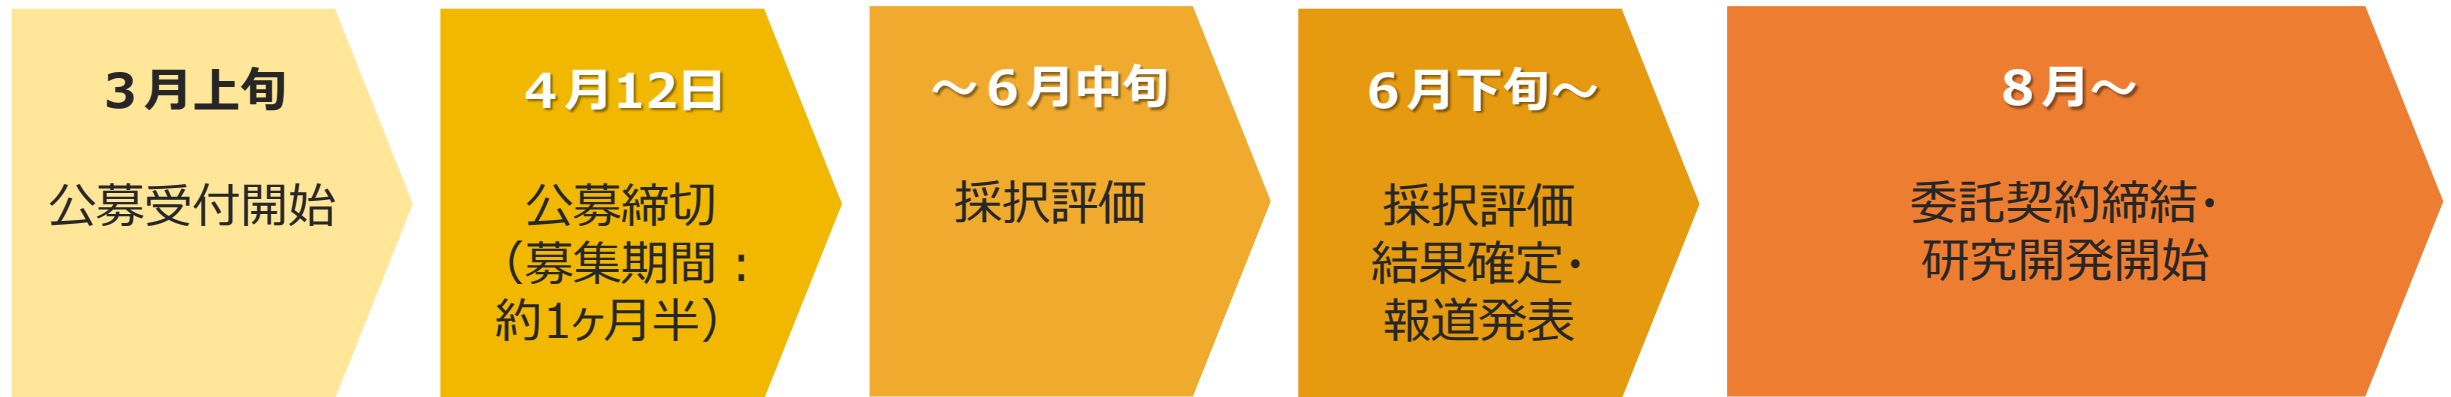 ３月上旬
公募受付開始
４月12日
公募締切
（募集期間：
約1ヶ月半）
～６月中旬
採択評価
６月下旬～
採択評価
結果確定・
報道発表
８月～
委託契約締結・
研究開発開始